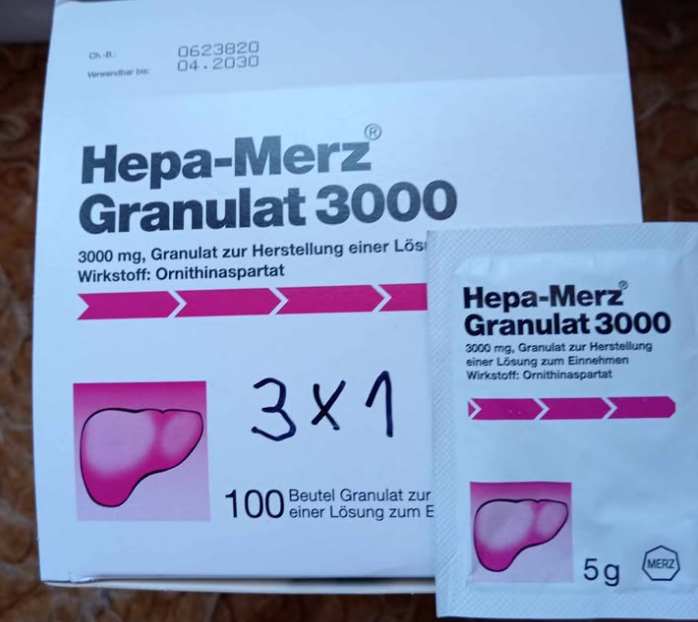 Ch.-B.: 0623820
Verwendbar bis: 04.2030
Hepa-Merz®
Granulat 3000
3000 mg, Granulat zur Herstellung einer Lös
Wirkstoff: Ornithinaspartat
3x1
100 Beutel Granulat zur
einer Lösung zum E
Hepa-Merz®
Granulat 3000
3000 mg, Granulat zur Herstellung
einer Lösung zum Einnehmen
Wirkstoff: Ornithinaspartat
5g
MERZ